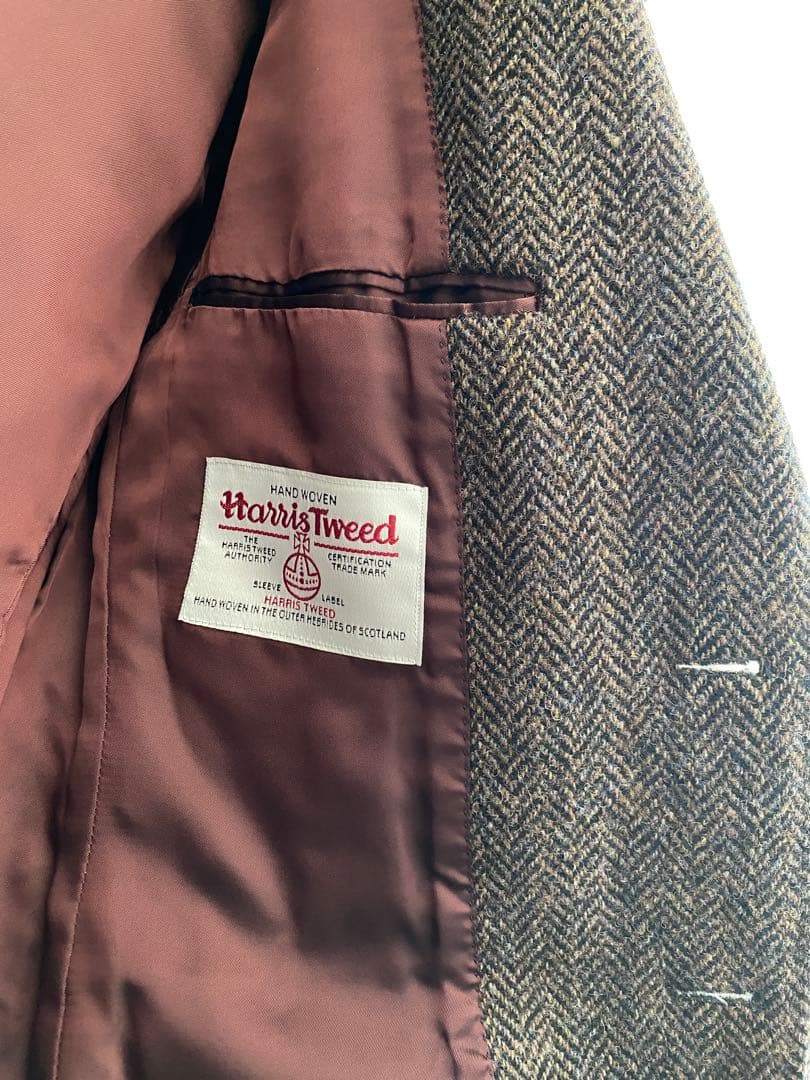 HAND WOVEN
Harris Tweed
THE HARRIS TWEED AUTHORITY
CERTIFICATION TRADE MARK
SLEEVE LABEL
HARRIS TWEED
HAND WOVEN IN THE OUTER HEBRIDES OF SCOTLAND